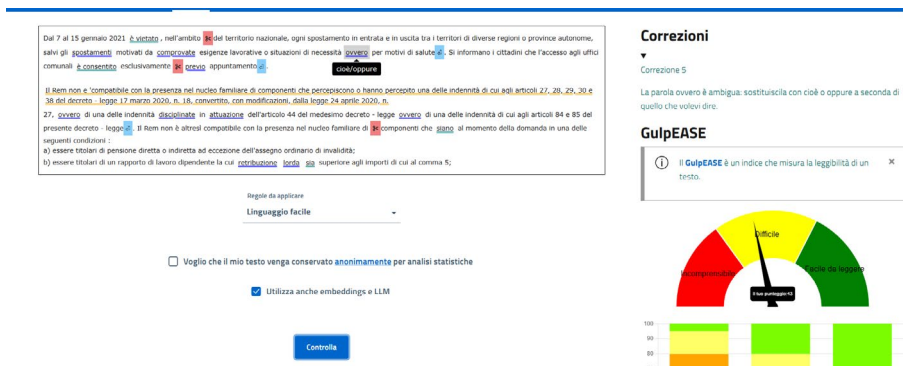 Dal 7 al 15 gennaio 2021 è vietato , nell'ambito del territorio nazionale, ogni spostamento in entrata e in uscita tra i territori di diverse regioni o province autonome,
salvi gli spostamenti motivati da comprovate esigenze lavorative o situazioni di necessità ovvero per motivi di salute . Si informano i cittadini che l'accesso agli uffici
comunali è consentito esclusivamente previo appuntamento .
cioè/oppure
Il Rem non e 'compatibile con la presenza nel nucleo familiare di componenti che percepiscono o hanno percepito una delle indennità di cui agli articoli 27, 28, 29, 30 e
38 del decreto - legge 17 marzo 2020, n. 18, convertito, con modificazioni, dalla legge 24 aprile 2020, n.
27, ovvero di una delle indennità disciplinate in attuazione dell'articolo 44 del medesimo decreto - legge ovvero di una delle indennità di cui agli articoli 84 e 85 del
presente decreto - legge . Il Rem non è altresì compatibile con la presenza nel nucleo familiare di componenti che siano al momento della domanda in una delle
seguenti condizioni :
a) essere titolari di pensione diretta o indiretta ad eccezione dell'assegno ordinario di invalidità;
b) essere titolari di un rapporto di lavoro dipendente la cui retribuzione lorda sia superiore agli importi di cui al comma 5;
Regole da applicare
Linguaggio facile
Voglio che il mio testo venga conservato anonimamente per analisi statistiche
Utilizza anche embeddings e LLM
Controlla
Correzioni
Correzione 5
La parola ovvero è ambigua: sostituiscila con cioè o oppure a seconda di
quello che volevi dire.
GulpEASE
Il GulpEASE è un indice che misura la leggibilità di un
testo.
Difficile
Incomprensibile
Facile da leggere
Il tuo punteggio:43
100
90
80